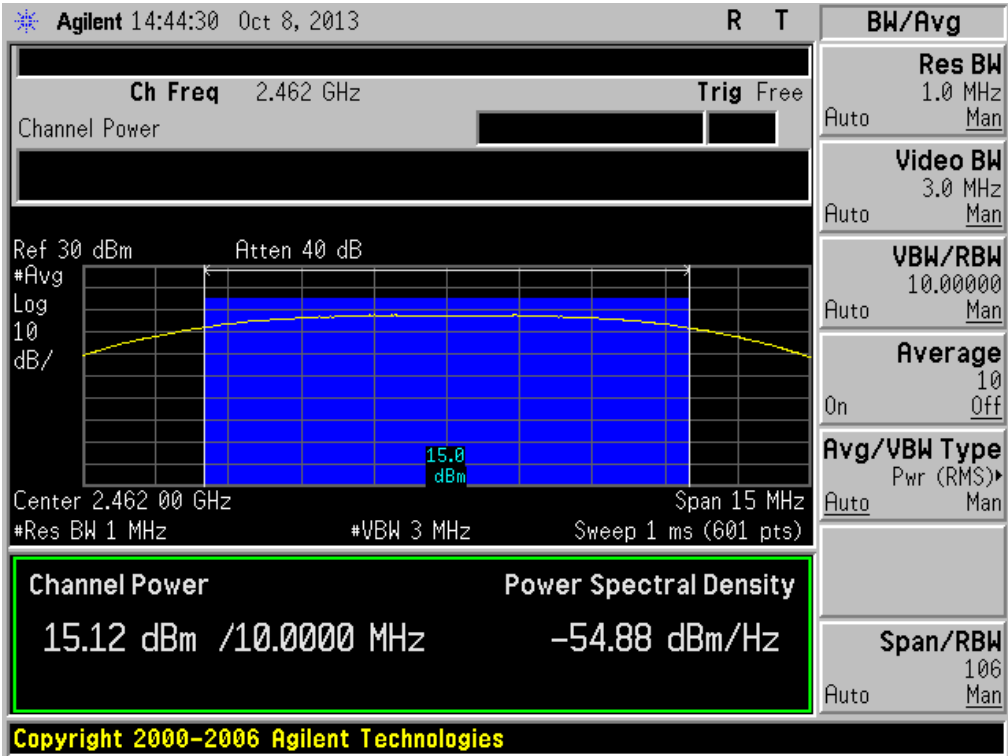 Agilent 14:44:30 Oct 8, 2013 R T
Ch Freq 2.462 GHz Trig Free
Channel Power
Ref 30 dBm Atten 40 dB
#Avg
Log
10
dB/
15.0
dBm
Center 2.462 00 GHz Span 15 MHz
#Res BW 1 MHz #VBW 3 MHz Sweep 1 ms (601 pts)
Channel Power Power Spectral Density
15.12 dBm /10.0000 MHz -54.88 dBm/Hz
Copyright 2000-2006 Agilent Technologies
BW/Avg
Res BW
1.0 MHz
Auto Man
Video BW
3.0 MHz
Auto Man
VBW/RBW
10.00000
Auto Man
Average
10
On Off
Avg/VBW Type
Pwr (RMS)▸
Auto Man
Span/RBW
106
Auto Man